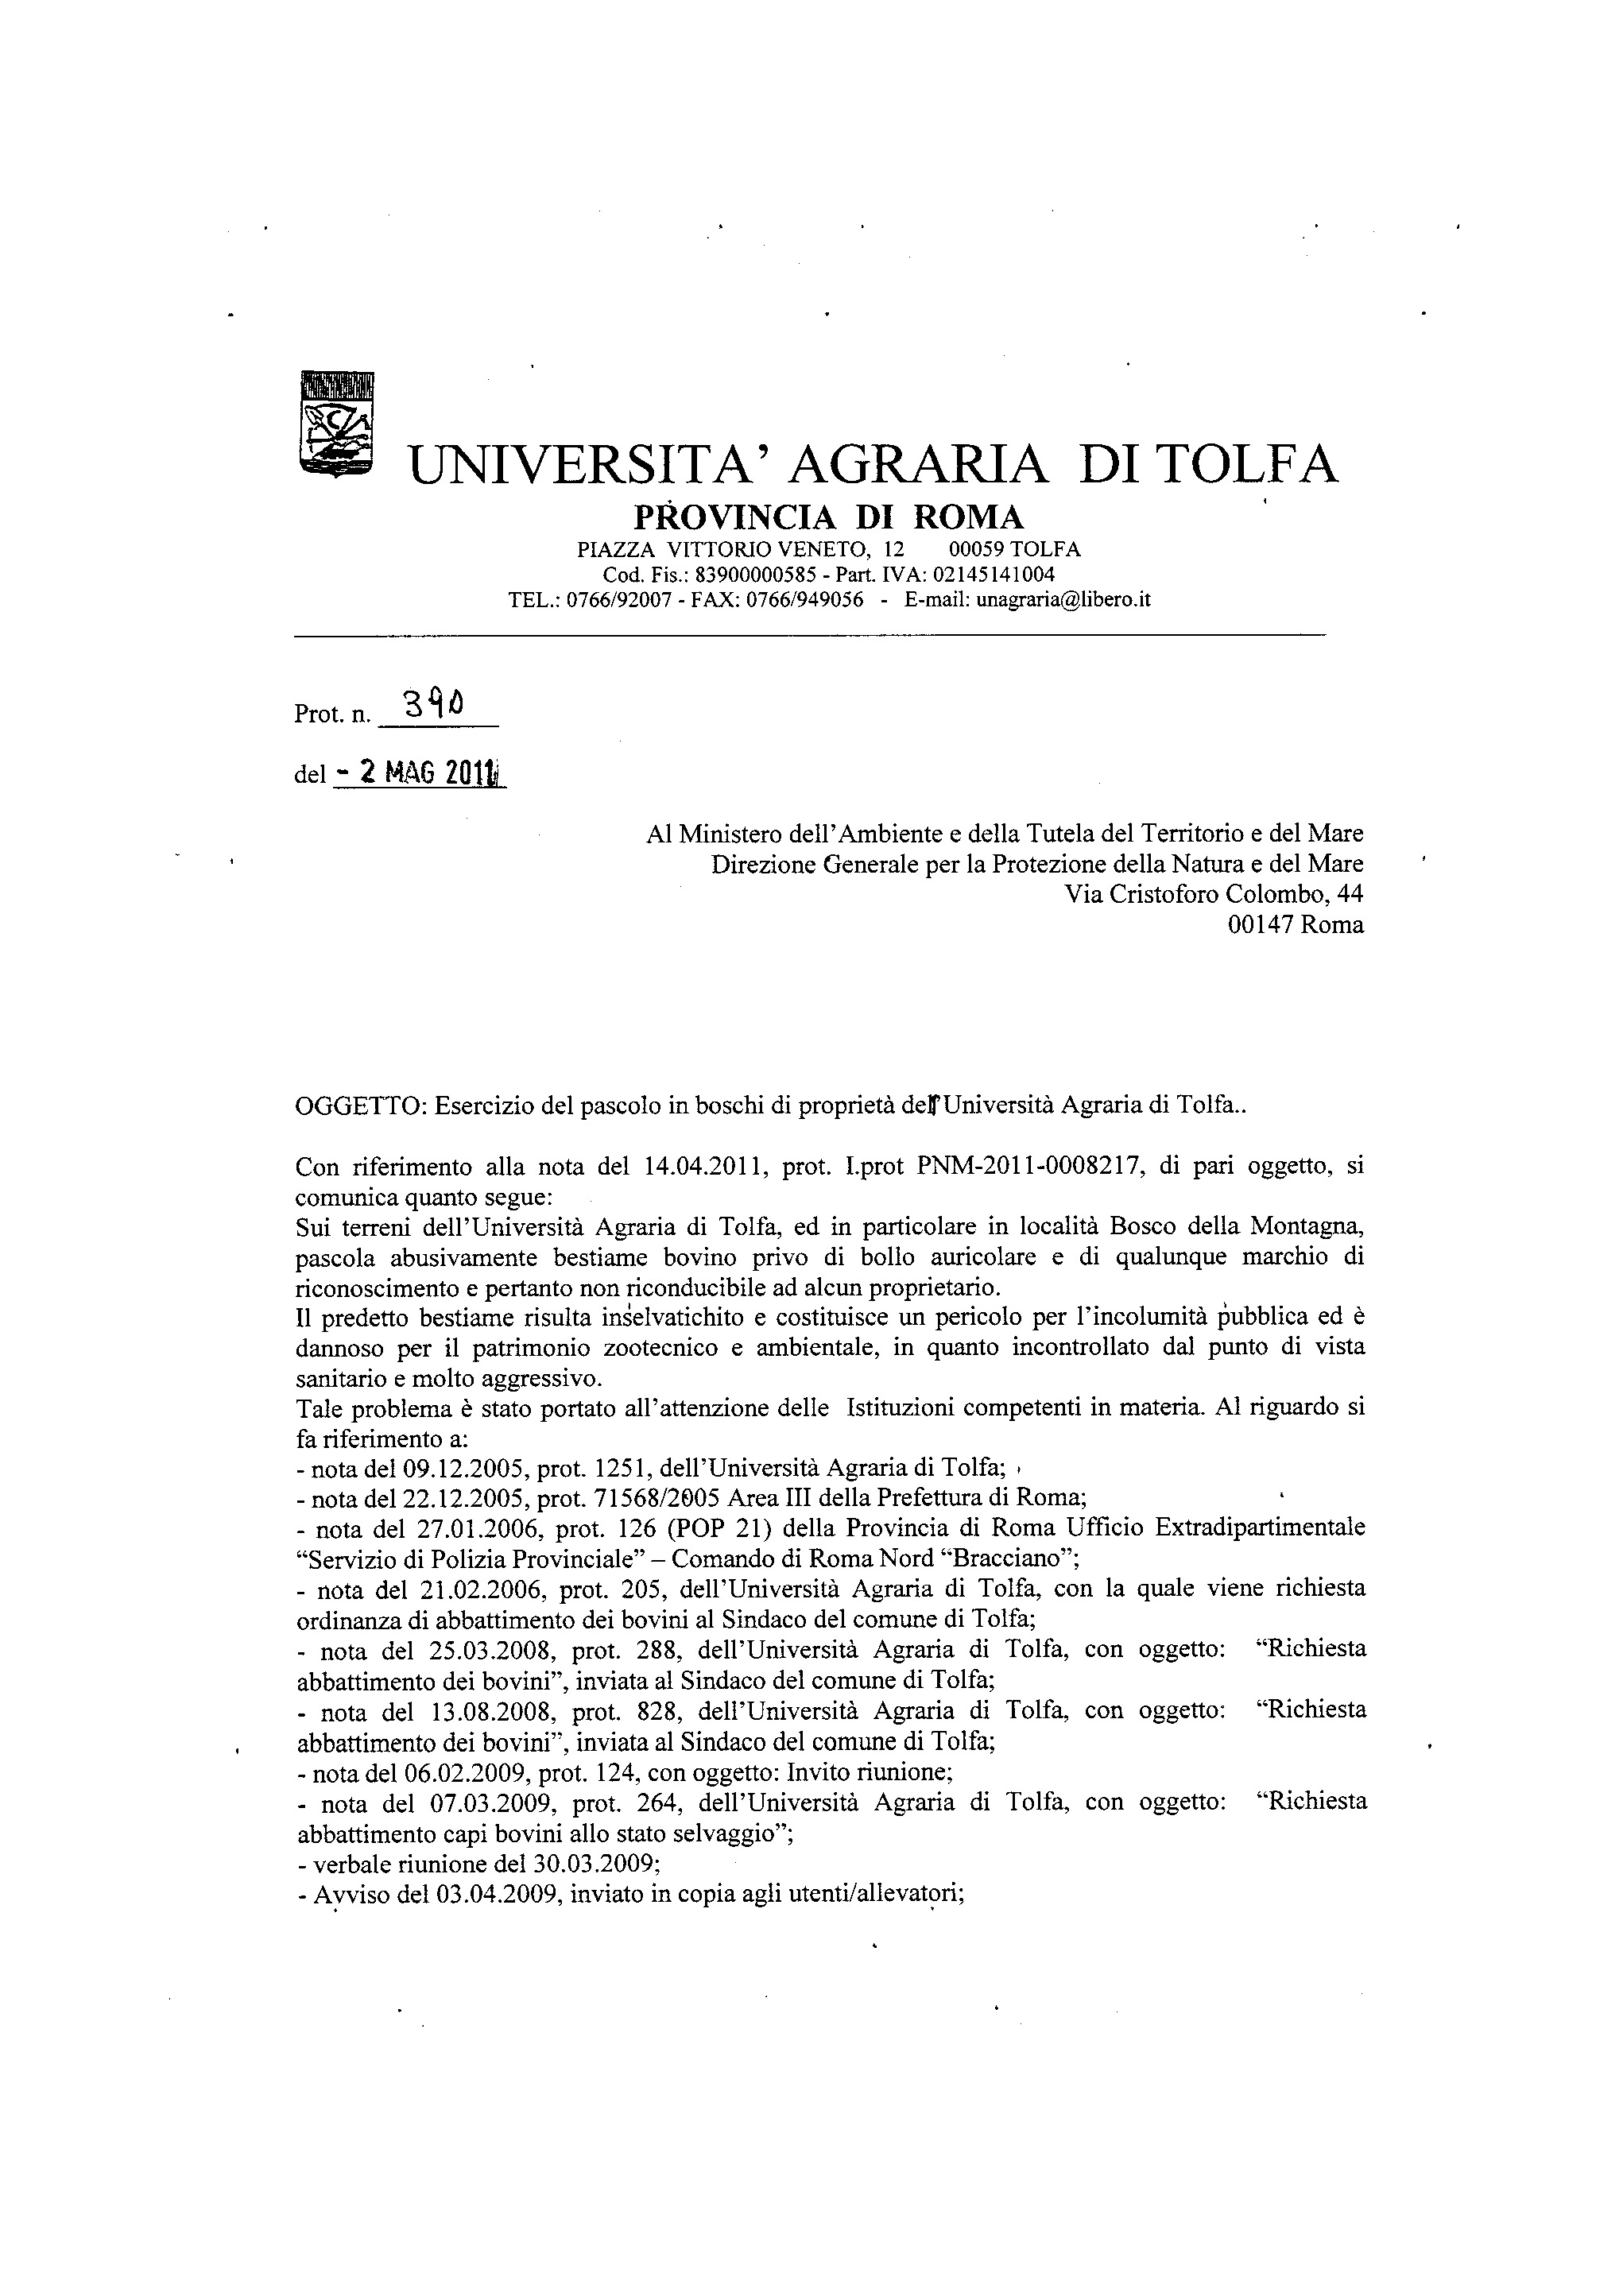 UNIVERSITA' AGRARIA DI TOLFA
PROVINCIA DI ROMA
PIAZZA VITTORIO VENETO, 12 00059 TOLFA
Cod. Fis.: 83900000585 - Part. IVA: 02145141004
TEL.: 0766/92007 - FAX: 0766/949056 - E-mail: unagraria@libero.it
Prot. n. 390
del - 2 MAG 2011
Al Ministero dell'Ambiente e della Tutela del Territorio e del Mare
Direzione Generale per la Protezione della Natura e del Mare
Via Cristoforo Colombo, 44
00147 Roma
OGGETTO: Esercizio del pascolo in boschi di proprietà dell'Università Agraria di Tolfa..
Con riferimento alla nota del 14.04.2011, prot. I.prot PNM-2011-0008217, di pari oggetto, si
comunica quanto segue:
Sui terreni dell'Università Agraria di Tolfa, ed in particolare in località Bosco della Montagna,
pascola abusivamente bestiame bovino privo di bollo auricolare e di qualunque marchio di
riconoscimento e pertanto non riconducibile ad alcun proprietario.
Il predetto bestiame risulta inselvatichito e costituisce un pericolo per l'incolumità pubblica ed è
dannoso per il patrimonio zootecnico e ambientale, in quanto incontrollato dal punto di vista
sanitario e molto aggressivo.
Tale problema è stato portato all'attenzione delle Istituzioni competenti in materia. Al riguardo si
fa riferimento a:
- nota del 09.12.2005, prot. 1251, dell'Università Agraria di Tolfa;
- nota del 22.12.2005, prot. 71568/2005 Area III della Prefettura di Roma;
- nota del 27.01.2006, prot. 126 (POP 21) della Provincia di Roma Ufficio Extradipartimentale
“Servizio di Polizia Provinciale” – Comando di Roma Nord “Bracciano”;
- nota del 21.02.2006, prot. 205, dell'Università Agraria di Tolfa, con la quale viene richiesta
ordinanza di abbattimento dei bovini al Sindaco del comune di Tolfa;
- nota del 25.03.2008, prot. 288, dell'Università Agraria di Tolfa, con oggetto: “Richiesta
abbattimento dei bovini”, inviata al Sindaco del comune di Tolfa;
- nota del 13.08.2008, prot. 828, dell'Università Agraria di Tolfa, con oggetto: “Richiesta
abbattimento dei bovini”, inviata al Sindaco del comune di Tolfa;
- nota del 06.02.2009, prot. 124, con oggetto: Invito riunione;
- nota del 07.03.2009, prot. 264, dell'Università Agraria di Tolfa, con oggetto: “Richiesta
abbattimento capi bovini allo stato selvaggio”;
- verbale riunione del 30.03.2009;
- Avviso del 03.04.2009, inviato in copia agli utenti/allevatori;